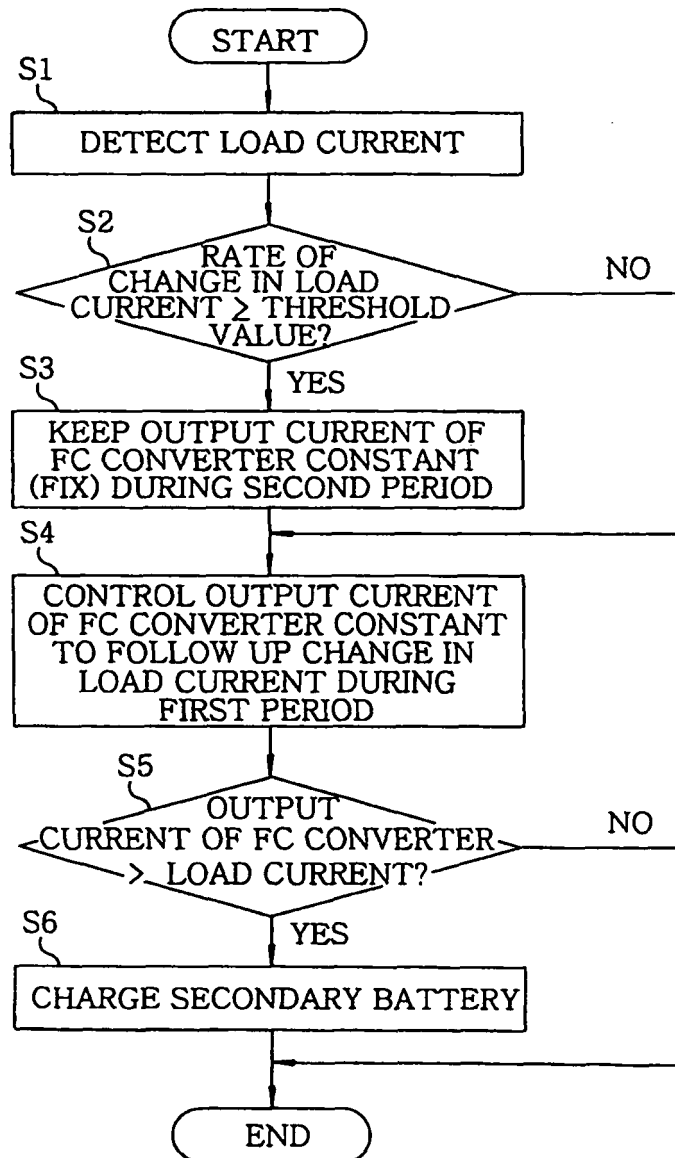 START
S1
DETECT LOAD CURRENT
S2
RATE OF
CHANGE IN LOAD
CURRENT ≥ THRESHOLD
VALUE?
NO
YES
S3
KEEP OUTPUT CURRENT OF
FC CONVERTER CONSTANT
(FIX) DURING SECOND PERIOD
S4
CONTROL OUTPUT CURRENT
OF FC CONVERTER CONSTANT
TO FOLLOW UP CHANGE IN
LOAD CURRENT DURING
FIRST PERIOD
S5
OUTPUT
CURRENT OF FC CONVERTER
> LOAD CURRENT?
NO
YES
S6
CHARGE SECONDARY BATTERY
END